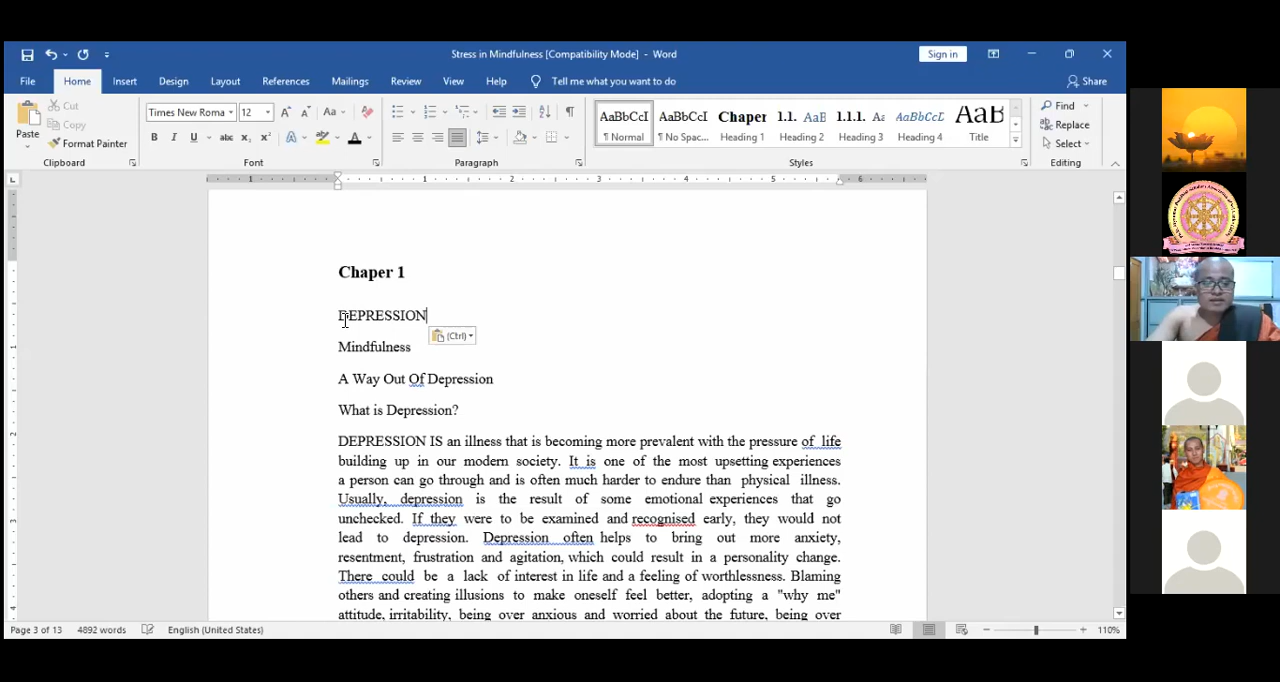 Stress in Mindfulness [Compatibility Mode] - Word
Sign in
File Home Insert Design Layout References Mailings Review View Help Tell me what you want to do Share
Paste
Cut
Copy
Format Painter
Clipboard
Times New Roma 12
Font
Paragraph
AaBbCcI AaBbCcI Chaper 1.1. AaB 1.1.1. Aa AaBbCcL AaB
¶ Normal ¶ No Spac... Heading 1 Heading 2 Heading 3 Heading 4 Title
Styles
Find
Replace
Select
Editing
1 1 2 3 4 5 6
Chaper 1
DEPRESSION
(Ctrl)
Mindfulness
A Way Out Of Depression
What is Depression?
DEPRESSION IS an illness that is becoming more prevalent with the pressure of life
building up in our modern society. It is one of the most upsetting experiences
a person can go through and is often much harder to endure than physical illness.
Usually, depression is the result of some emotional experiences that go
unchecked. If they were to be examined and recognised early, they would not
lead to depression. Depression often helps to bring out more anxiety,
resentment, frustration and agitation, which could result in a personality change.
There could be a lack of interest in life and a feeling of worthlessness. Blaming
others and creating illusions to make oneself feel better, adopting a "why me"
attitude, irritability, being over anxious and worried about the future, being over
Page 3 of 13 4892 words English (United States) 110%